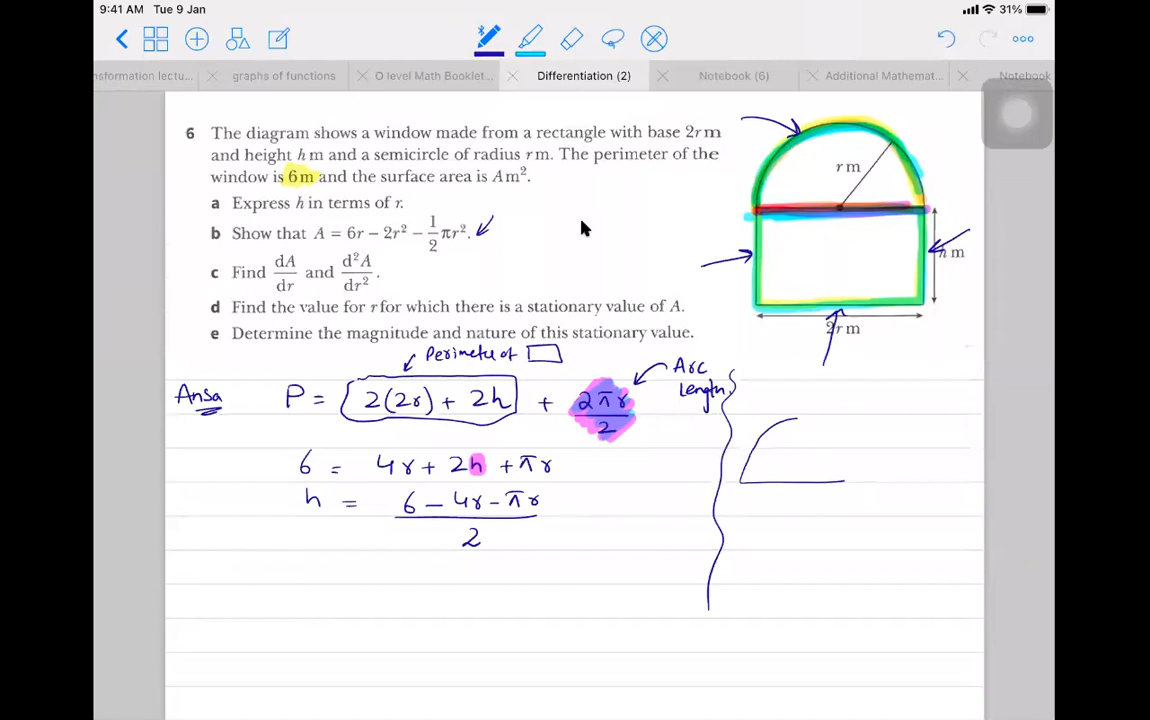 9:41 AM Tue 9 Jan
31%
nsformation lectu...
graphs of functions
O level Math Booklet...
Differentiation (2)
Notebook (6)
Additional Mathemat...
Notebook
6 The diagram shows a window made from a rectangle with base 2r m
and height h m and a semicircle of radius r m. The perimeter of the
window is 6 m and the surface area is A m².
a Express h in terms of r.
b Show that A = 6r − 2r² − 1/2 πr².
c Find dA/dr and d²A/dr².
d Find the value for r for which there is a stationary value of A.
e Determine the magnitude and nature of this stationary value.
r m
h m
2r m
Perimeter of
Arc
length
Ansa
P = (2(2r) + 2h) + 2πr/2
6 = 4r + 2h + πr
h = 6 − 4r − πr
2